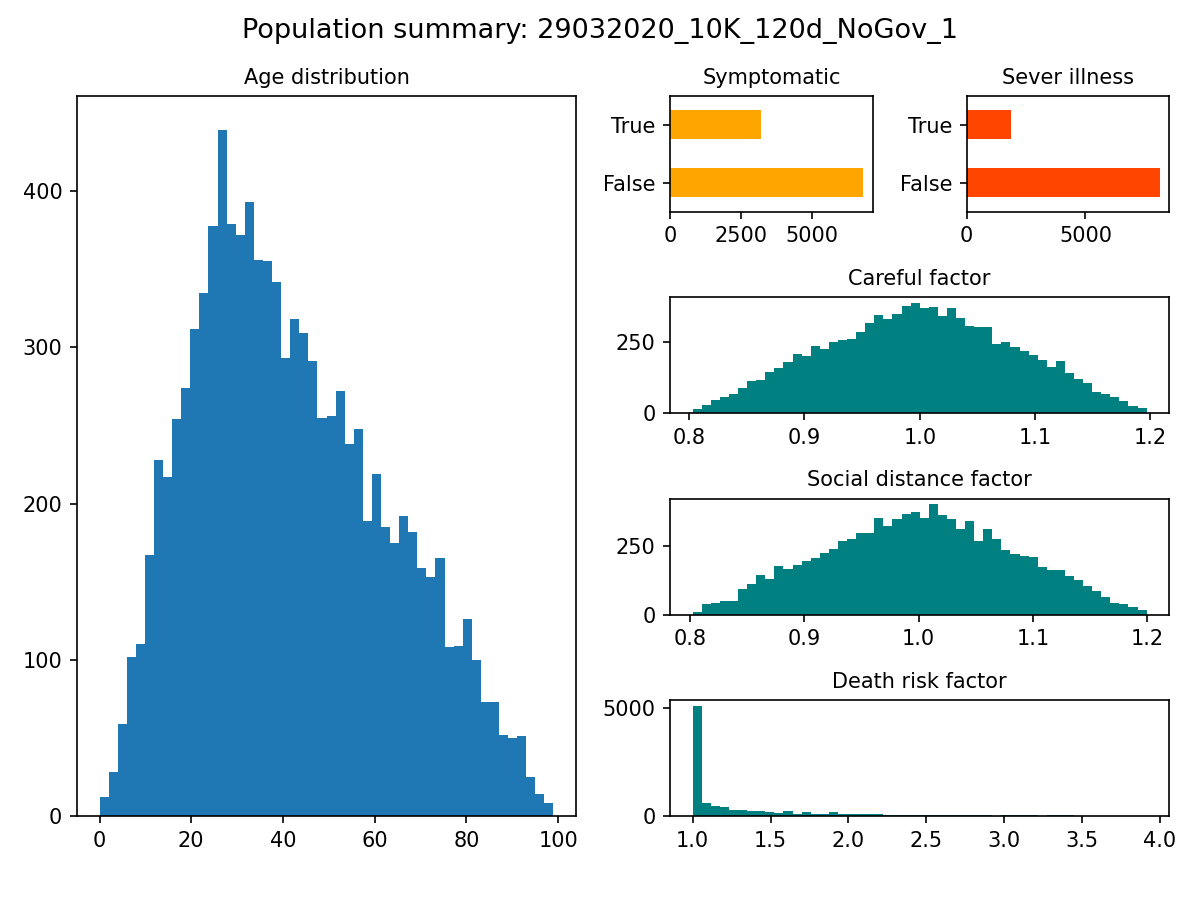 Population summary: 29032020_10K_120d_NoGov_1
Age distribution
400
300
200
100
0
0 20 40 60 80 100
Symptomatic
True
False
0 2500 5000
Sever illness
True
False
0 5000
Careful factor
250
0
0.8 0.9 1.0 1.1 1.2
Social distance factor
250
0
0.8 0.9 1.0 1.1 1.2
Death risk factor
5000
0
1.0 1.5 2.0 2.5 3.0 3.5 4.0